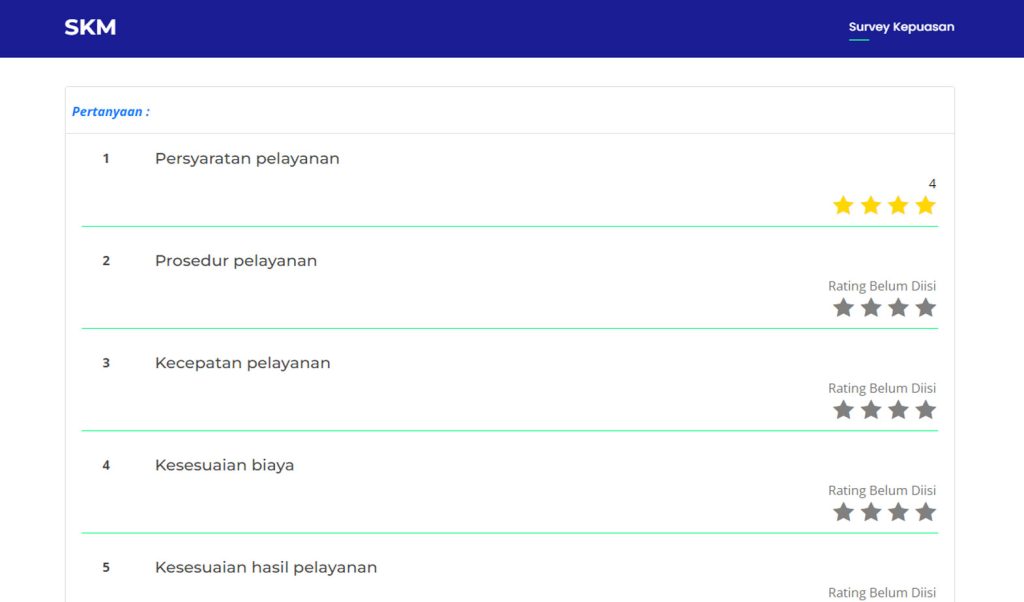 SKM
Survey Kepuasan
Pertanyaan :
1 Persyaratan pelayanan
4
2 Prosedur pelayanan
Rating Belum Diisi
3 Kecepatan pelayanan
Rating Belum Diisi
4 Kesesuaian biaya
Rating Belum Diisi
5 Kesesuaian hasil pelayanan
Rating Belum Diisi